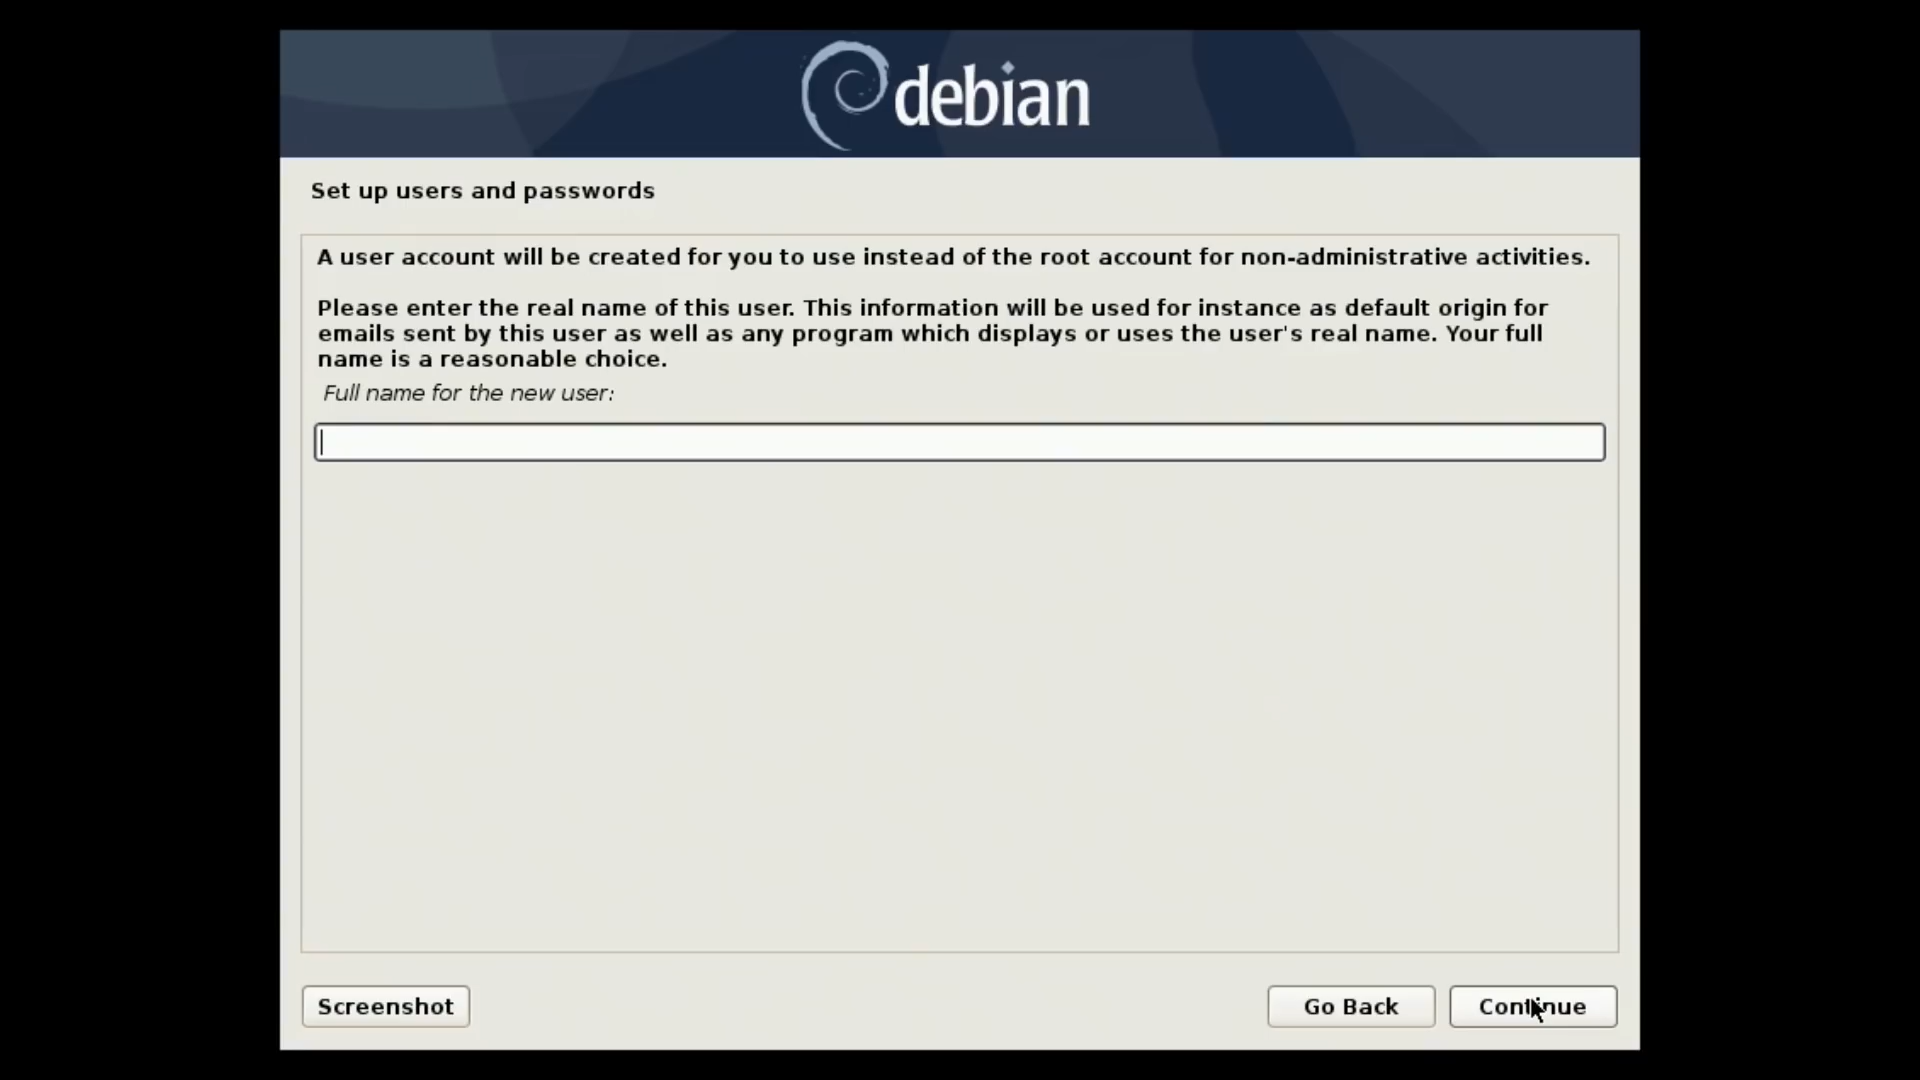 debian
Set up users and passwords
A user account will be created for you to use instead of the root account for non-administrative activities.
Please enter the real name of this user. This information will be used for instance as default origin for
emails sent by this user as well as any program which displays or uses the user's real name. Your full
name is a reasonable choice.
Full name for the new user:
Screenshot
Go Back
Continue